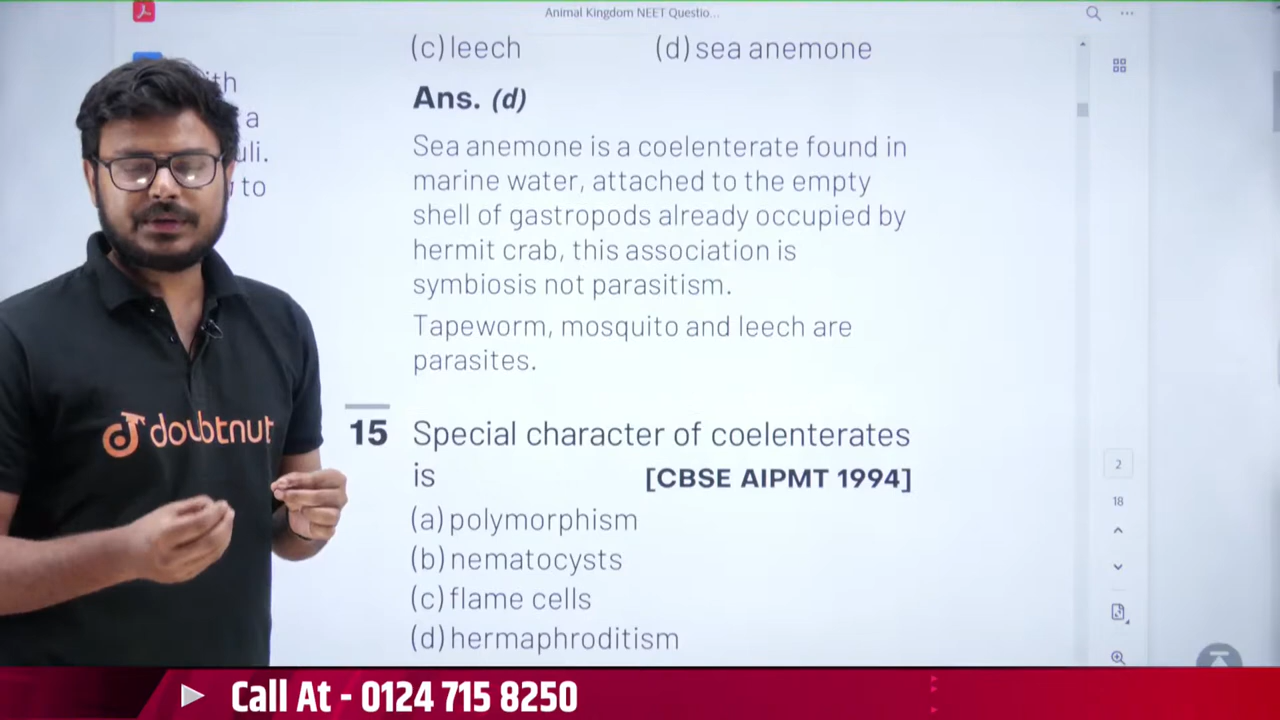 Animal Kingdom NEET Questio...
(c) leech (d) sea anemone
a
uli.
to
Ans. (d)
Sea anemone is a coelenterate found in
marine water, attached to the empty
shell of gastropods already occupied by
hermit crab, this association is
symbiosis not parasitism.
Tapeworm, mosquito and leech are
parasites.
15 Special character of coelenterates
is [CBSE AIPMT 1994]
(a) polymorphism
(b) nematocysts
(c) flame cells
(d) hermaphroditism
doubtnut
2
18
Call At - 0124 715 8250